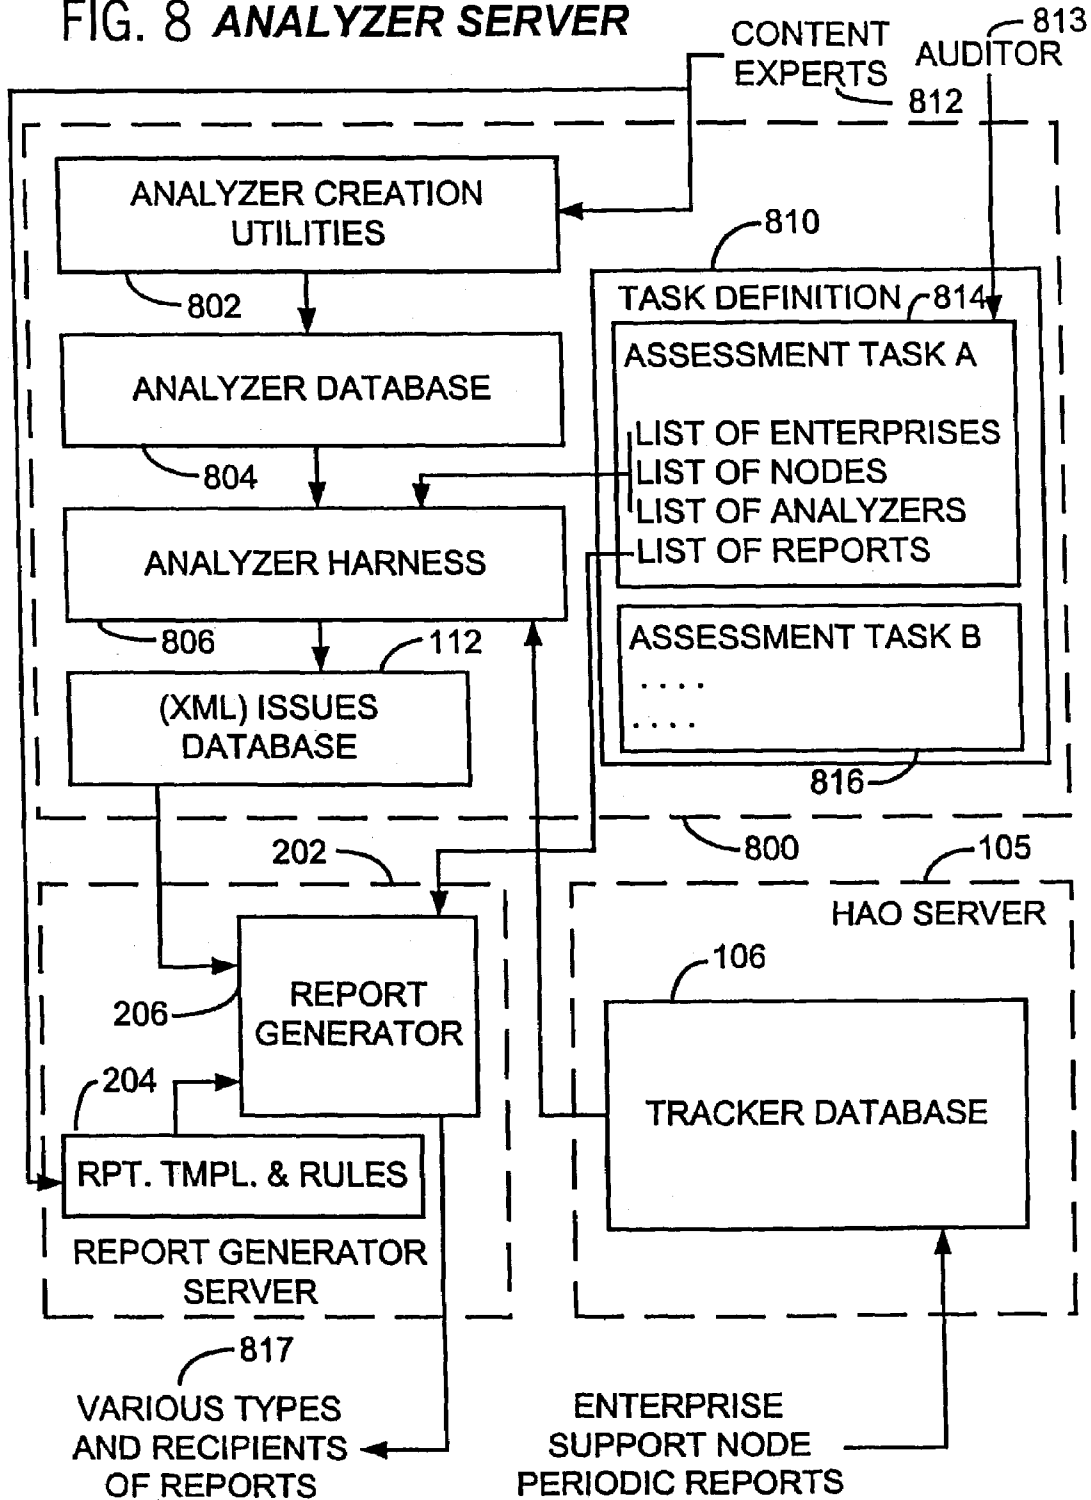 FIG. 8 ANALYZER SERVER
813
CONTENT
EXPERTS
AUDITOR
812
ANALYZER CREATION
UTILITIES
802
810
TASK DEFINITION
814
ASSESSMENT TASK A
LIST OF ENTERPRISES
LIST OF NODES
LIST OF ANALYZERS
LIST OF REPORTS
ANALYZER DATABASE
804
ANALYZER HARNESS
806
112
ASSESSMENT TASK B
. . . .
. . . .
816
(XML) ISSUES
DATABASE
800
202
105
HAO SERVER
106
REPORT
GENERATOR
206
204
TRACKER DATABASE
RPT. TMPL. & RULES
REPORT GENERATOR
SERVER
817
VARIOUS TYPES
AND RECIPIENTS
OF REPORTS
ENTERPRISE
SUPPORT NODE
PERIODIC REPORTS